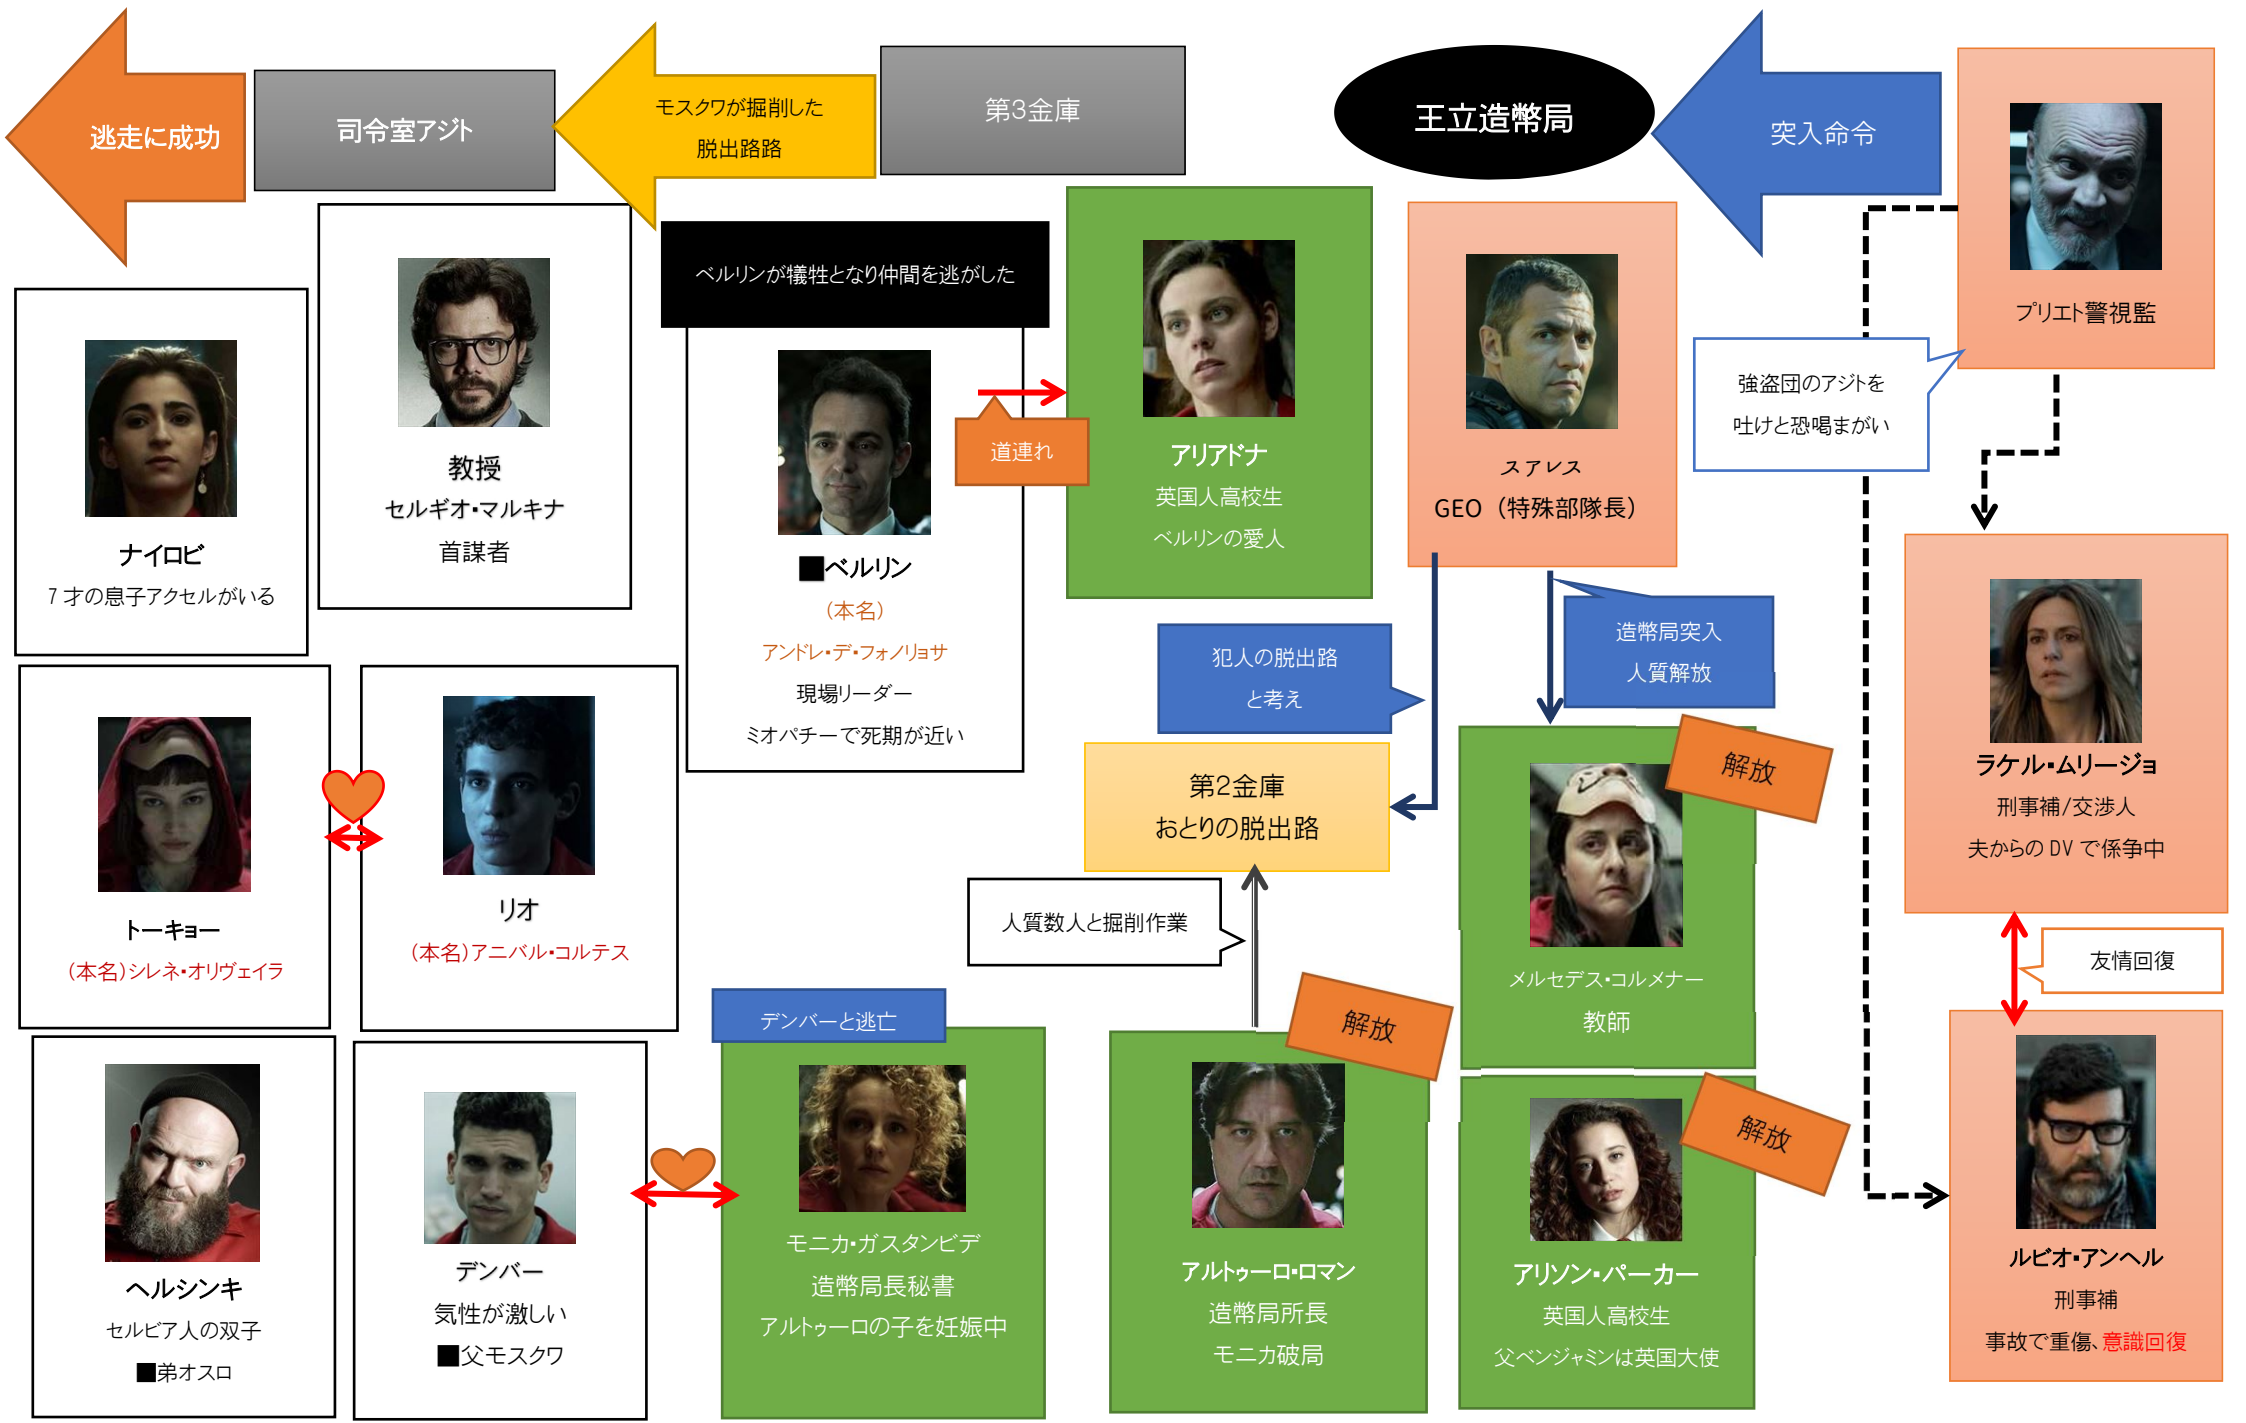 逃走に成功
司令室アジト
モスクワが掘削した
脱出路路
第3金庫
王立造幣局
突入命令
プリエト警視監
強盗団のアジトを
吐けと恐喝まがい
ナイロビ
7才の息子アクセルがいる
教授
セルギオ・マルキナ
首謀者
ベルリンが犠牲となり仲間を逃がした
■ベルリン
(本名)
アンドレ・デ・フォノリョサ
現場リーダー
ミオパチーで死期が近い
道連れ
アリアドナ
英国人高校生
ベルリンの愛人
スアレス
GEO（特殊部隊長）
犯人の脱出路
と考え
造幣局突入
人質解放
第2金庫
おとりの脱出路
人質数人と掘削作業
トーキョー
(本名)シレネ・オリヴェイラ
リオ
(本名)アニバル・コルテス
ラケル・ムリージョ
刑事補/交渉人
夫からのDVで係争中
友情回復
解放
メルセデス・コルメナー
教師
ヘルシンキ
セルビア人の双子
■弟オスロ
デンバー
気性が激しい
■父モスクワ
デンバーと逃亡
モニカ・ガスタンビデ
造幣局長秘書
アルトゥーロの子を妊娠中
解放
アルトゥーロ・ロマン
造幣局所長
モニカ破局
解放
アリソン・パーカー
英国人高校生
父ベンジャミンは英国大使
ルビオ・アンヘル
刑事補
事故で重傷、意識回復